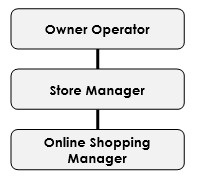 Owner Operator
Store Manager
Online Shopping
Manager